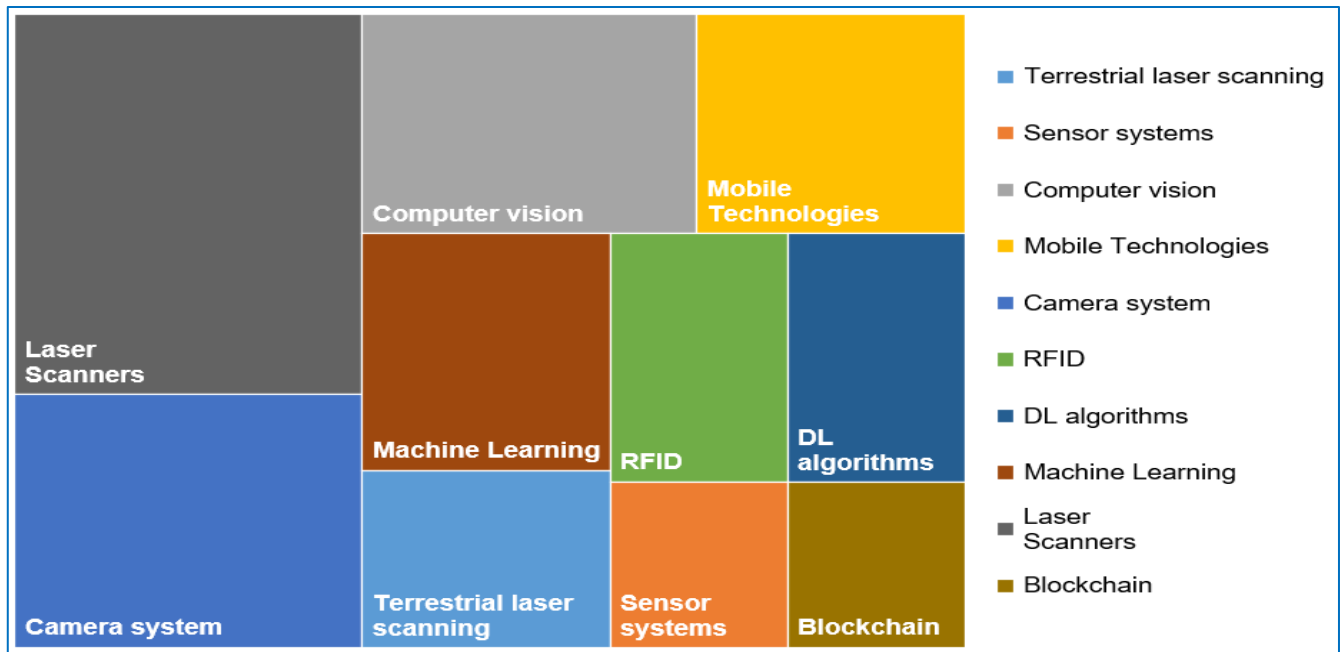 Laser
Scanners
Camera system
Computer vision
Mobile
Technologies
Machine Learning
RFID
DL
algorithms
Terrestrial laser
scanning
Sensor
systems
Blockchain
Terrestrial laser scanning
Sensor systems
Computer vision
Mobile Technologies
Camera system
RFID
DL algorithms
Machine Learning
Laser
Scanners
Blockchain